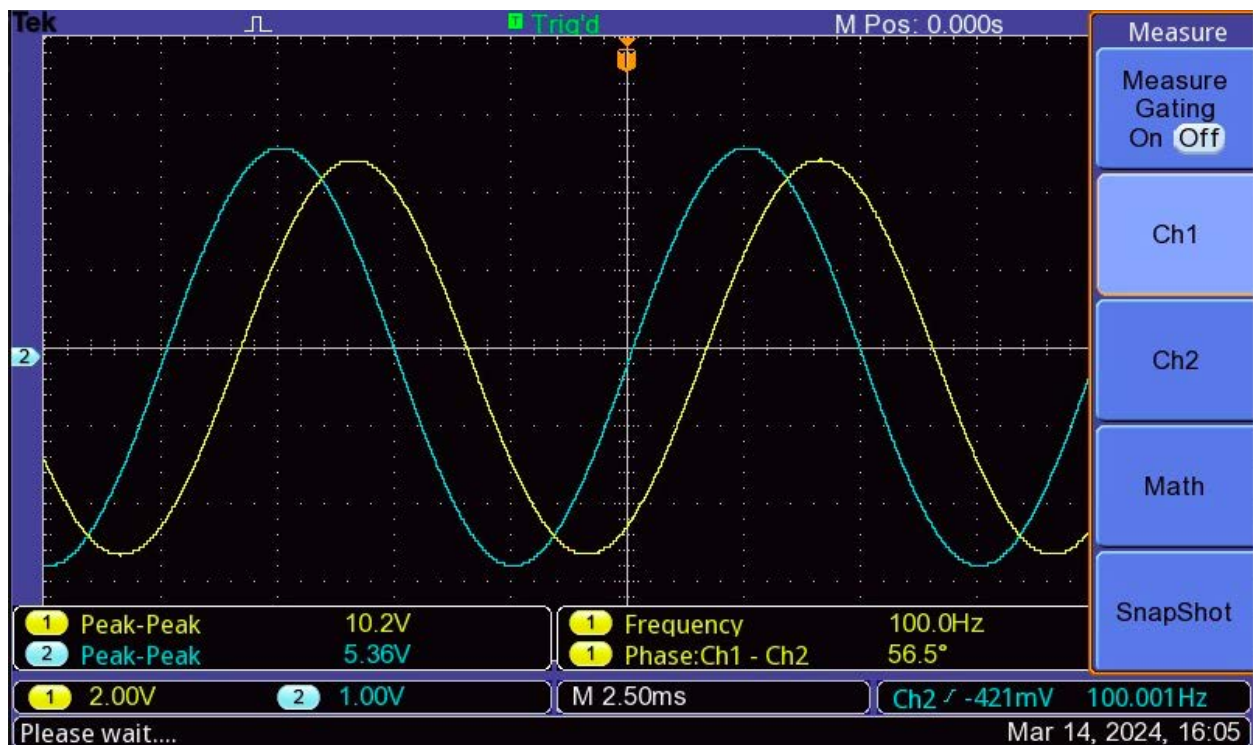 Tek T Trig'd M Pos: 0.000s
T
2
Measure
Measure
Gating
On Off
Ch1
Ch2
Math
SnapShot
1 Peak-Peak 10.2V
2 Peak-Peak 5.36V
1 Frequency 100.0Hz
1 Phase:Ch1 - Ch2 56.5°
1 2.00V 2 1.00V M 2.50ms Ch2 -421mV 100.001Hz
Please wait.... Mar 14, 2024, 16:05